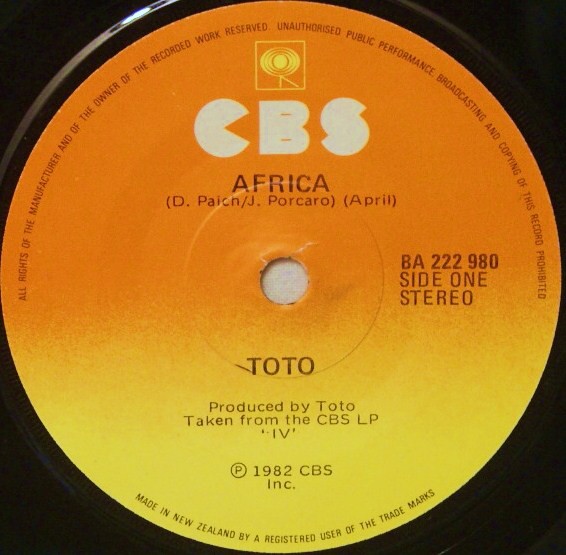 ALL RIGHTS OF THE MANUFACTURER AND OF THE OWNER OF THE RECORDED WORK RESERVED. UNAUTHORISED PUBLIC PERFORMANCE BROADCASTING AND COPYING OF THIS RECORD PROHIBITED
CBS
AFRICA
(D. Paich/J. Porcaro) (April)
BA 222 980
SIDE ONE
STEREO
TOTO
Produced by Toto
Taken from the CBS LP
'-IV'
Ⓟ 1982 CBS
Inc.
MADE IN NEW ZEALAND BY A REGISTERED USER OF THE TRADE MARKS